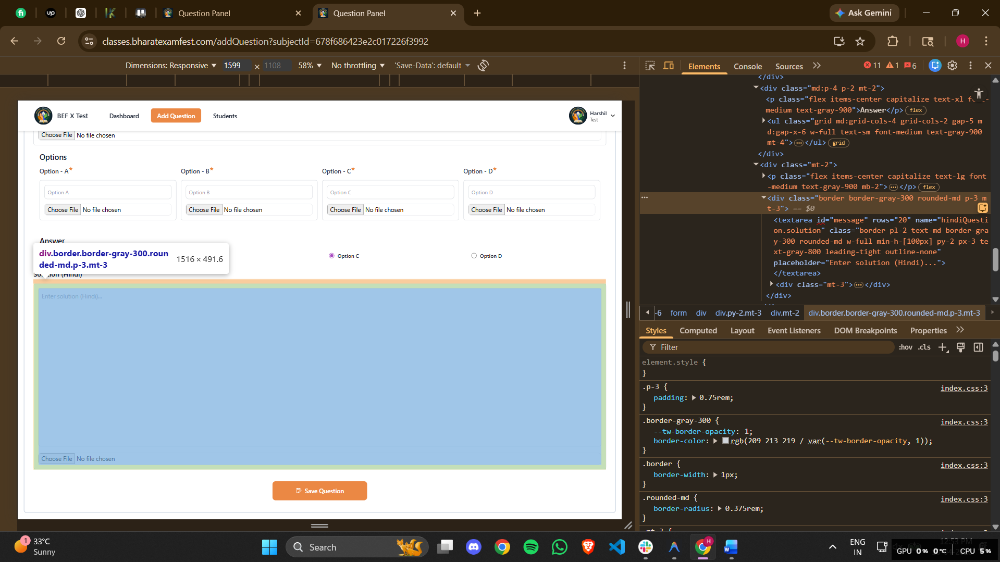 Question Panel
Question Panel
Ask Gemini
classes.bharatexamfest.com/addQuestion?subjectId=678f686423e2c017226f3992
H
Dimensions: Responsive 1599 × 1108 58% No throttling 'Save-Data': default
Elements Console Sources 11 1 6
BEF X Test Dashboard Add Question Students Harshil
Test
Choose File No file chosen
Options
Option - A* Option - B* Option - C* Option - D*
Option A Option B Option C Option D
Choose File No file chosen Choose File No file chosen Choose File No file chosen Choose File No file chosen
Answer
div.border.border-gray-300.roun
ded-md.p-3.mt-3 1516 × 491.6
Option C Option D
(Hindi)
Enter solution (Hindi)...
Choose File No file chosen
Save Question
</div>
<div class="md:p-4 p-2 mt-2">
<p class="flex items-center capitalize text-xl
medium text-gray-900">Answer</p> flex
<ul class="grid md:grid-cols-4 grid-cols-2 gap-5 m
d:gap-x-6 w-full text-sm font-medium text-gray-900
mt-4"> … </ul> grid
</div>
<div class="mt-2">
<p class="flex items-center capitalize text-lg font
-medium text-gray-900 mb-2"> … </p> flex
<div class="border border-gray-300 rounded-md p-3 m
t-3"> == $0
<textarea id="message" rows="20" name="hindiQuesti
on.solution" class="border pl-2 text-md border-gra
y-300 rounded-md w-full min-h-[100px] py-2 px-3 te
xt-gray-800 leading-tight outline-none"
placeholder="Enter solution (Hindi)...">
</textarea>
<div class="mt-3"> … </div>
</div>
-6 form div div.py-2.mt-3 div.mt-2 div.border.border-gray-300.rounded-md.p-3.mt-3
Styles Computed Layout Event Listeners DOM Breakpoints Properties
Filter :hov .cls
element.style {
}
.p-3 { index.css:3
padding: 0.75rem;
}
.border-gray-300 { index.css:3
--tw-border-opacity: 1;
border-color: rgb(209 213 219 / var(--tw-border-opacity, 1));
}
.border { index.css:3
border-width: 1px;
}
.rounded-md { index.css:3
border-radius: 0.375rem;
}
.mt-3 {
1 33°C
Sunny
Search
ENG
IN
12:53 PM
GPU 0% 0°C CPU 5%